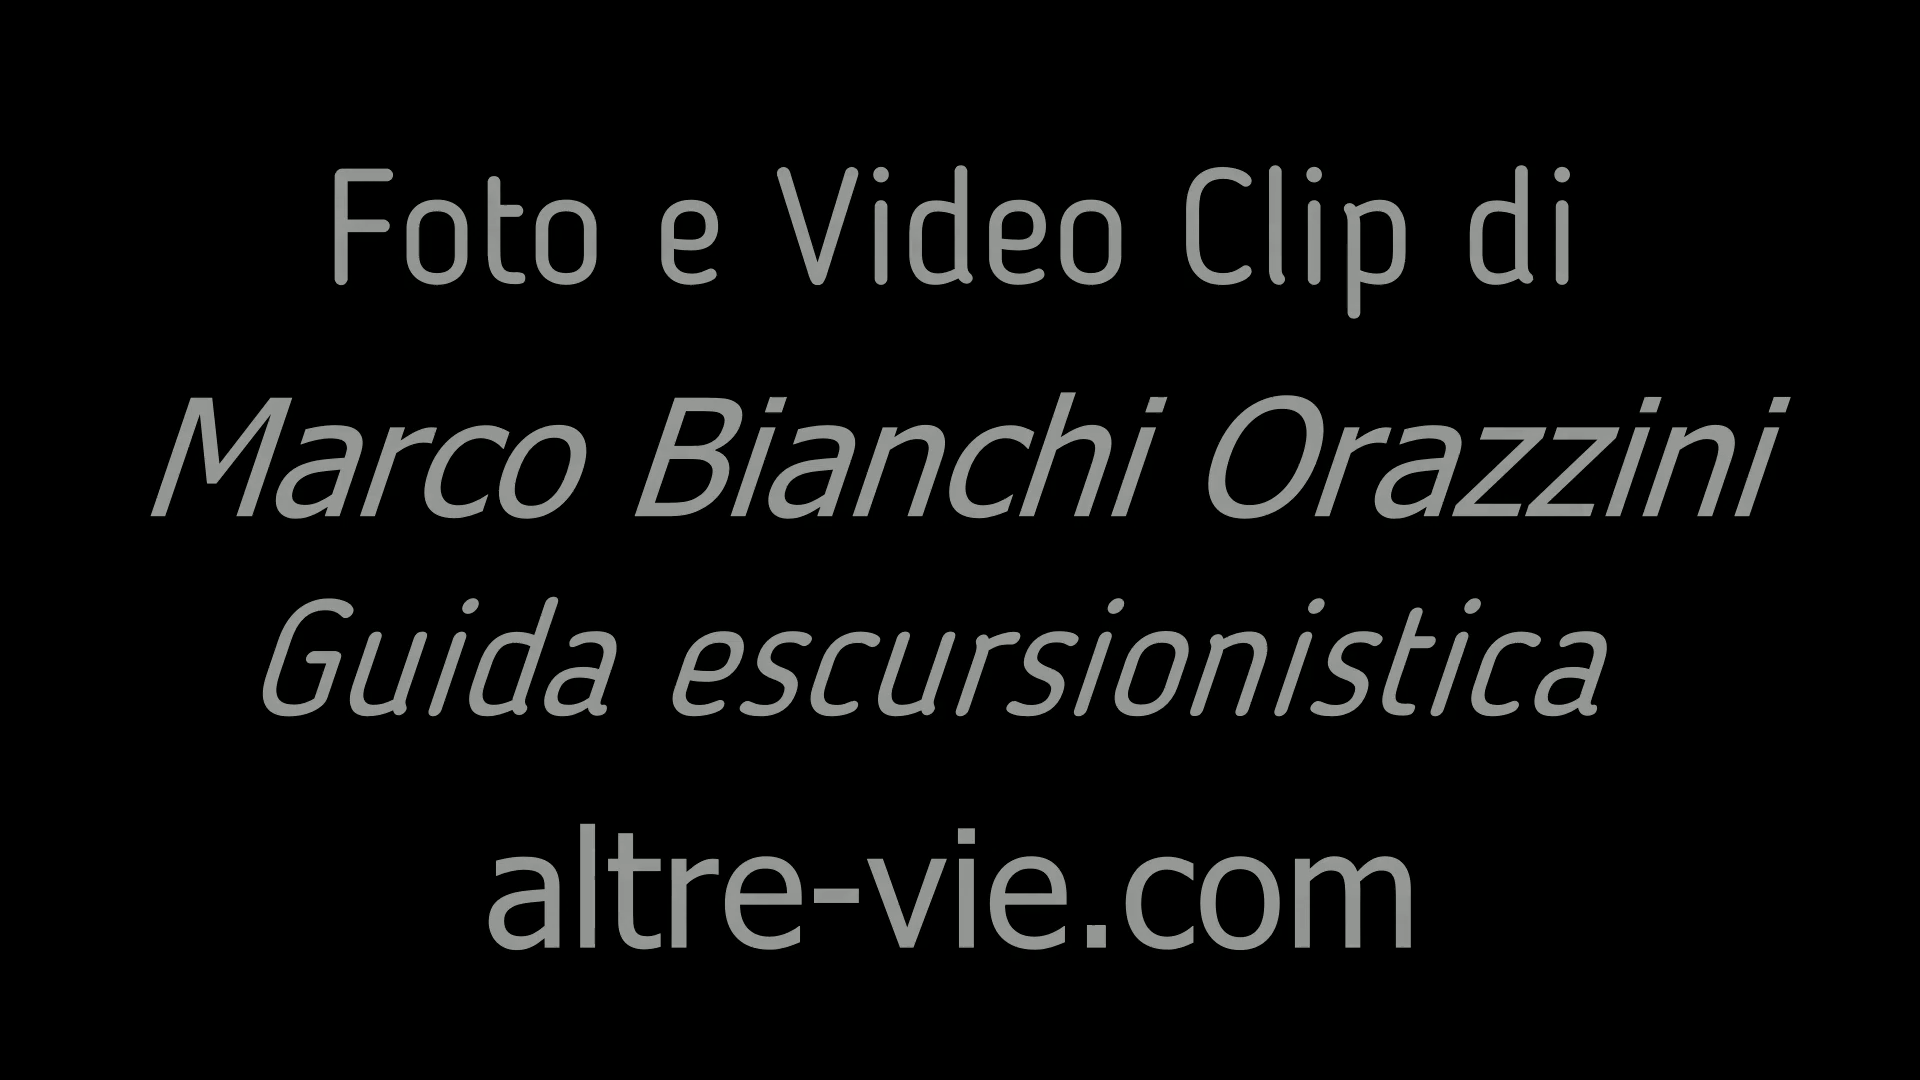 Foto e Video Clip di
Marco Bianchi Orazzini
Guida escursionistica
altre-vie.com